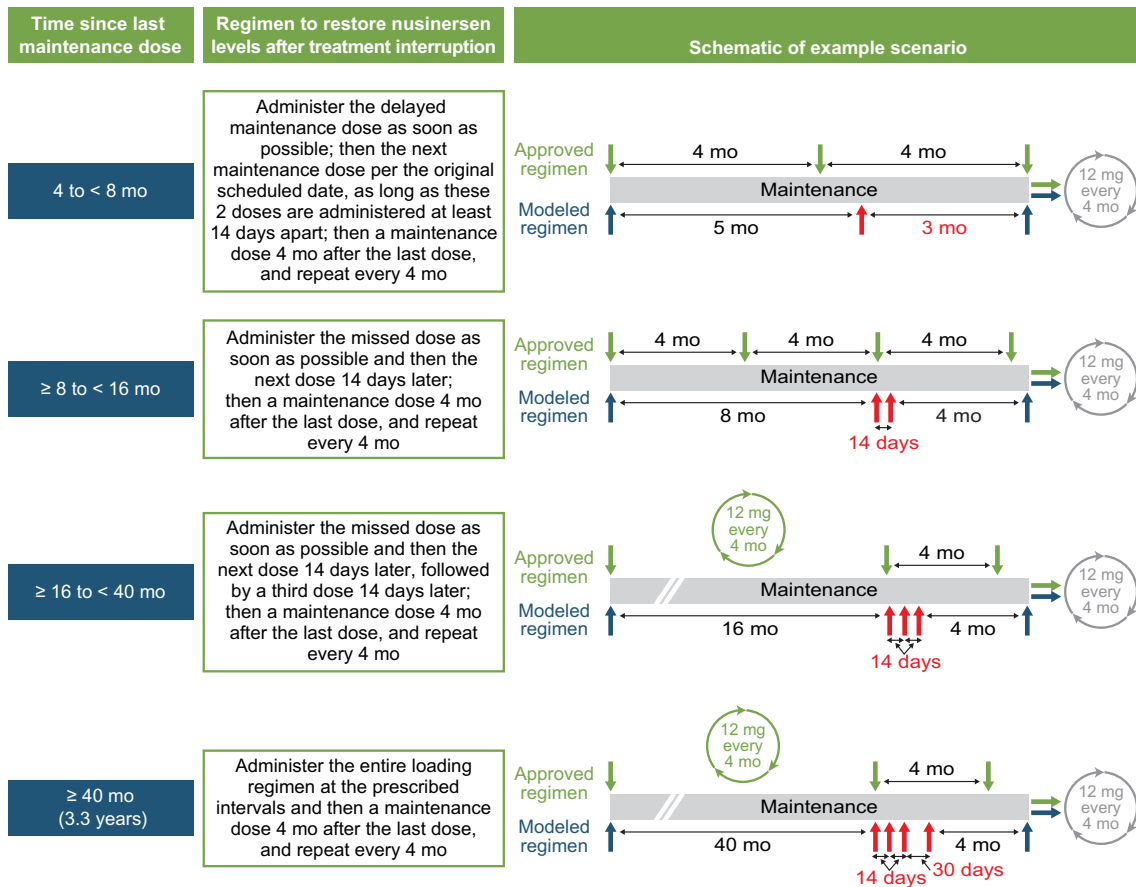 Time since last
maintenance dose
Regimen to restore nusinersen
levels after treatment interruption
Schematic of example scenario
4 to < 8 mo
Administer the delayed
maintenance dose as soon as
possible; then the next
maintenance dose per the original
scheduled date, as long as these
2 doses are administered at least
14 days apart; then a maintenance
dose 4 mo after the last dose,
and repeat every 4 mo
Approved
regimen
4 mo
4 mo
Maintenance
Modeled
regimen
5 mo
3 mo
12 mg
every
4 mo
≥ 8 to < 16 mo
Administer the missed dose as
soon as possible and then the
next dose 14 days later;
then a maintenance dose 4 mo
after the last dose, and repeat
every 4 mo
Approved
regimen
4 mo
4 mo
4 mo
Maintenance
Modeled
regimen
8 mo
4 mo
14 days
12 mg
every
4 mo
≥ 16 to < 40 mo
Administer the missed dose as
soon as possible and then the
next dose 14 days later, followed
by a third dose 14 days later;
then a maintenance dose 4 mo
after the last dose, and repeat
every 4 mo
12 mg
every
4 mo
Approved
regimen
4 mo
Maintenance
Modeled
regimen
16 mo
4 mo
14 days
12 mg
every
4 mo
≥ 40 mo
(3.3 years)
Administer the entire loading
regimen at the prescribed
intervals and then a maintenance
dose 4 mo after the last dose,
and repeat every 4 mo
12 mg
every
4 mo
Approved
regimen
4 mo
Maintenance
Modeled
regimen
40 mo
4 mo
14 days
30 days
12 mg
every
4 mo